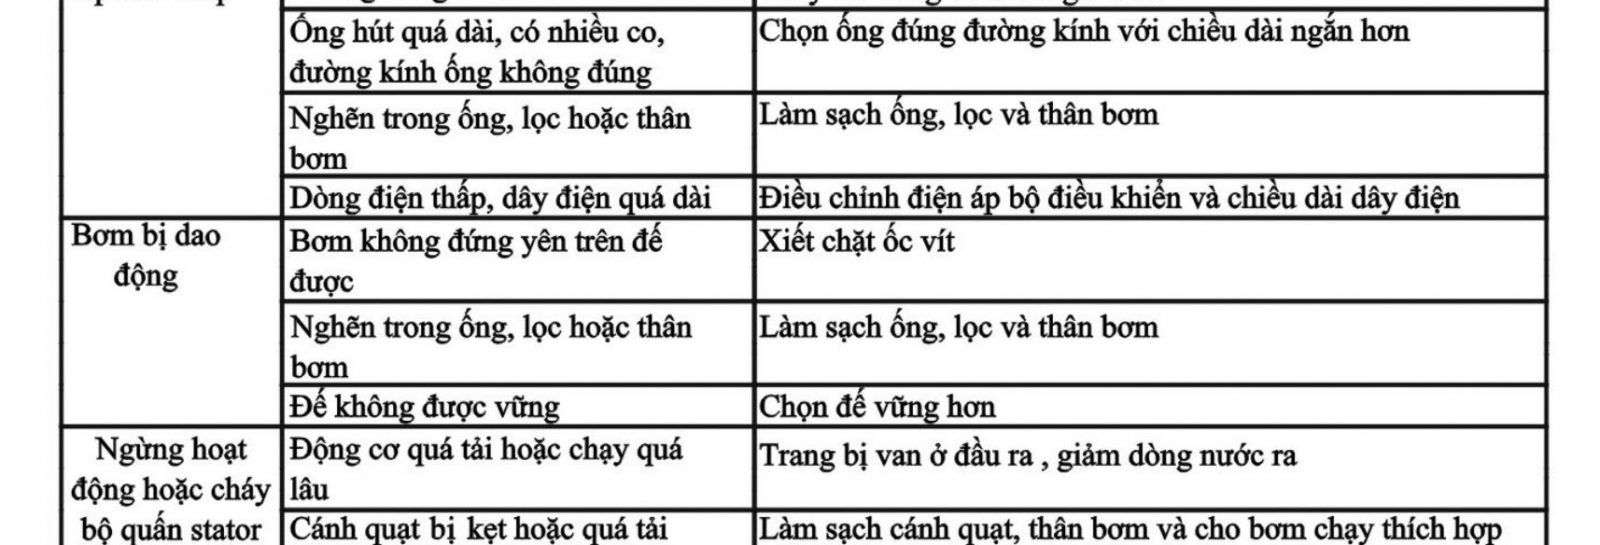 Ống hút quá dài, có nhiều co,
đường kính ống không đúng
Chọn ống đúng đường kính với chiều dài ngắn hơn
Nghẽn trong ống, lọc hoặc thân
bơm
Làm sạch ống, lọc và thân bơm
Dòng điện thấp, dây điện quá dài
Điều chỉnh điện áp bộ điều khiển và chiều dài dây điện
Bơm bị dao
động
Bơm không đứng yên trên đế
được
Xiết chặt ốc vít
Nghẽn trong ống, lọc hoặc thân
bơm
Làm sạch ống, lọc và thân bơm
Đế không được vững
Chọn đế vững hơn
Ngừng hoạt
động hoặc cháy
bộ quấn stator
Động cơ quá tải hoặc chạy quá
lâu
Trang bị van ở đầu ra , giảm dòng nước ra
Cánh quạt bị kẹt hoặc quá tải
Làm sạch cánh quạt, thân bơm và cho bơm chạy thích hợp